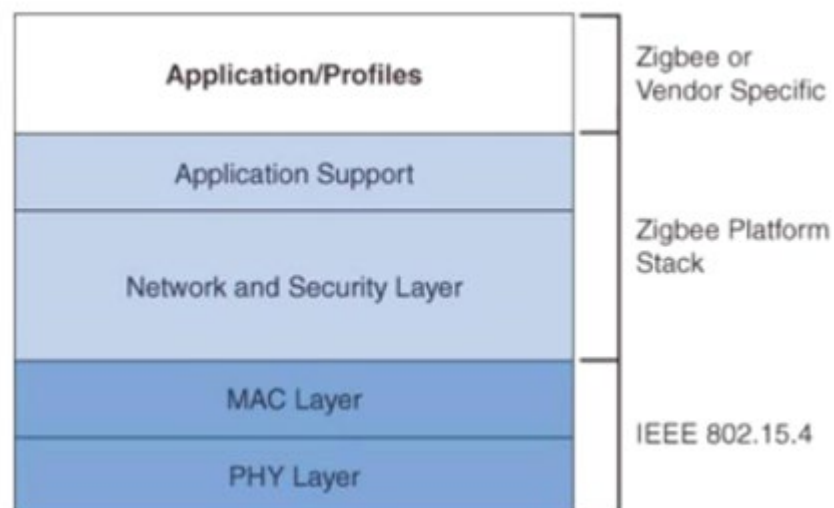 Application/Profiles
Zigbee or
Vendor Specific
Application Support
Network and Security Layer
Zigbee Platform
Stack
MAC Layer
PHY Layer
IEEE 802.15.4